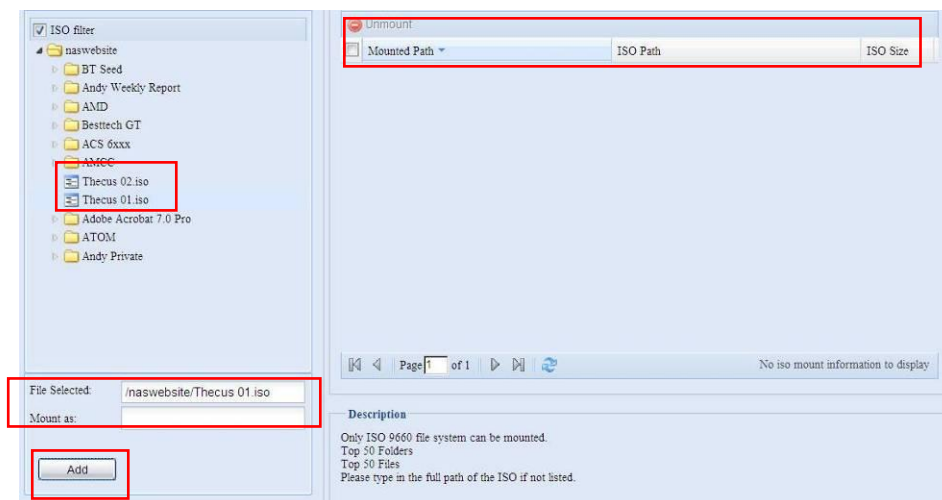 ISO filter
naswebsite
BT Seed
Andy Weekly Report
AMD
Besttech GT
ACS 6xxx
AMCC
Thecus 02.iso
Thecus 01.iso
Adobe Acrobat 7.0 Pro
ATOM
Andy Private
File Selected: /naswebsite/Thecus 01.iso
Mount as:
Add
Unmount
Mounted Path ISO Path ISO Size
Page 1 of 1 No iso mount information to display
Description
Only ISO 9660 file system can be mounted.
Top 50 Folders
Top 50 Files
Please type in the full path of the ISO if not listed.